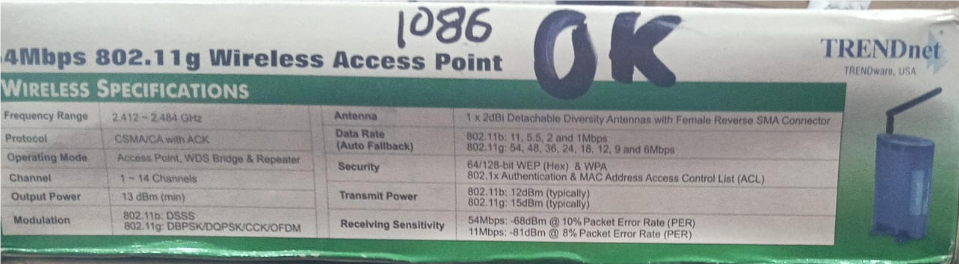 1086 OK
4Mbps 802.11g Wireless Access Point
TRENDnet
TRENDware, USA
WIRELESS SPECIFICATIONS
Frequency Range 2.412 ~ 2.484 GHz
Protocol CSMA/CA with ACK
Operating Mode Access Point, WDS Bridge & Repeater
Channel 1 ~ 14 Channels
Output Power 13 dBm (min)
Modulation 802.11b: DSSS
802.11g: DBPSK/DQPSK/CCK/OFDM
Antenna 1 x 2dBi Detachable Diversity Antennas with Female Reverse SMA Connector
Data Rate 802.11b: 11, 5.5, 2 and 1Mbps
(Auto Fallback) 802.11g: 54, 48, 36, 24, 18, 12, 9 and 6Mbps
Security 64/128-bit WEP (Hex) & WPA
802.1x Authentication & MAC Address Access Control List (ACL)
Transmit Power 802.11b: 12dBm (typically)
802.11g: 15dBm (typically)
Receiving Sensitivity 54Mbps: -68dBm @ 10% Packet Error Rate (PER)
11Mbps: -81dBm @ 8% Packet Error Rate (PER)